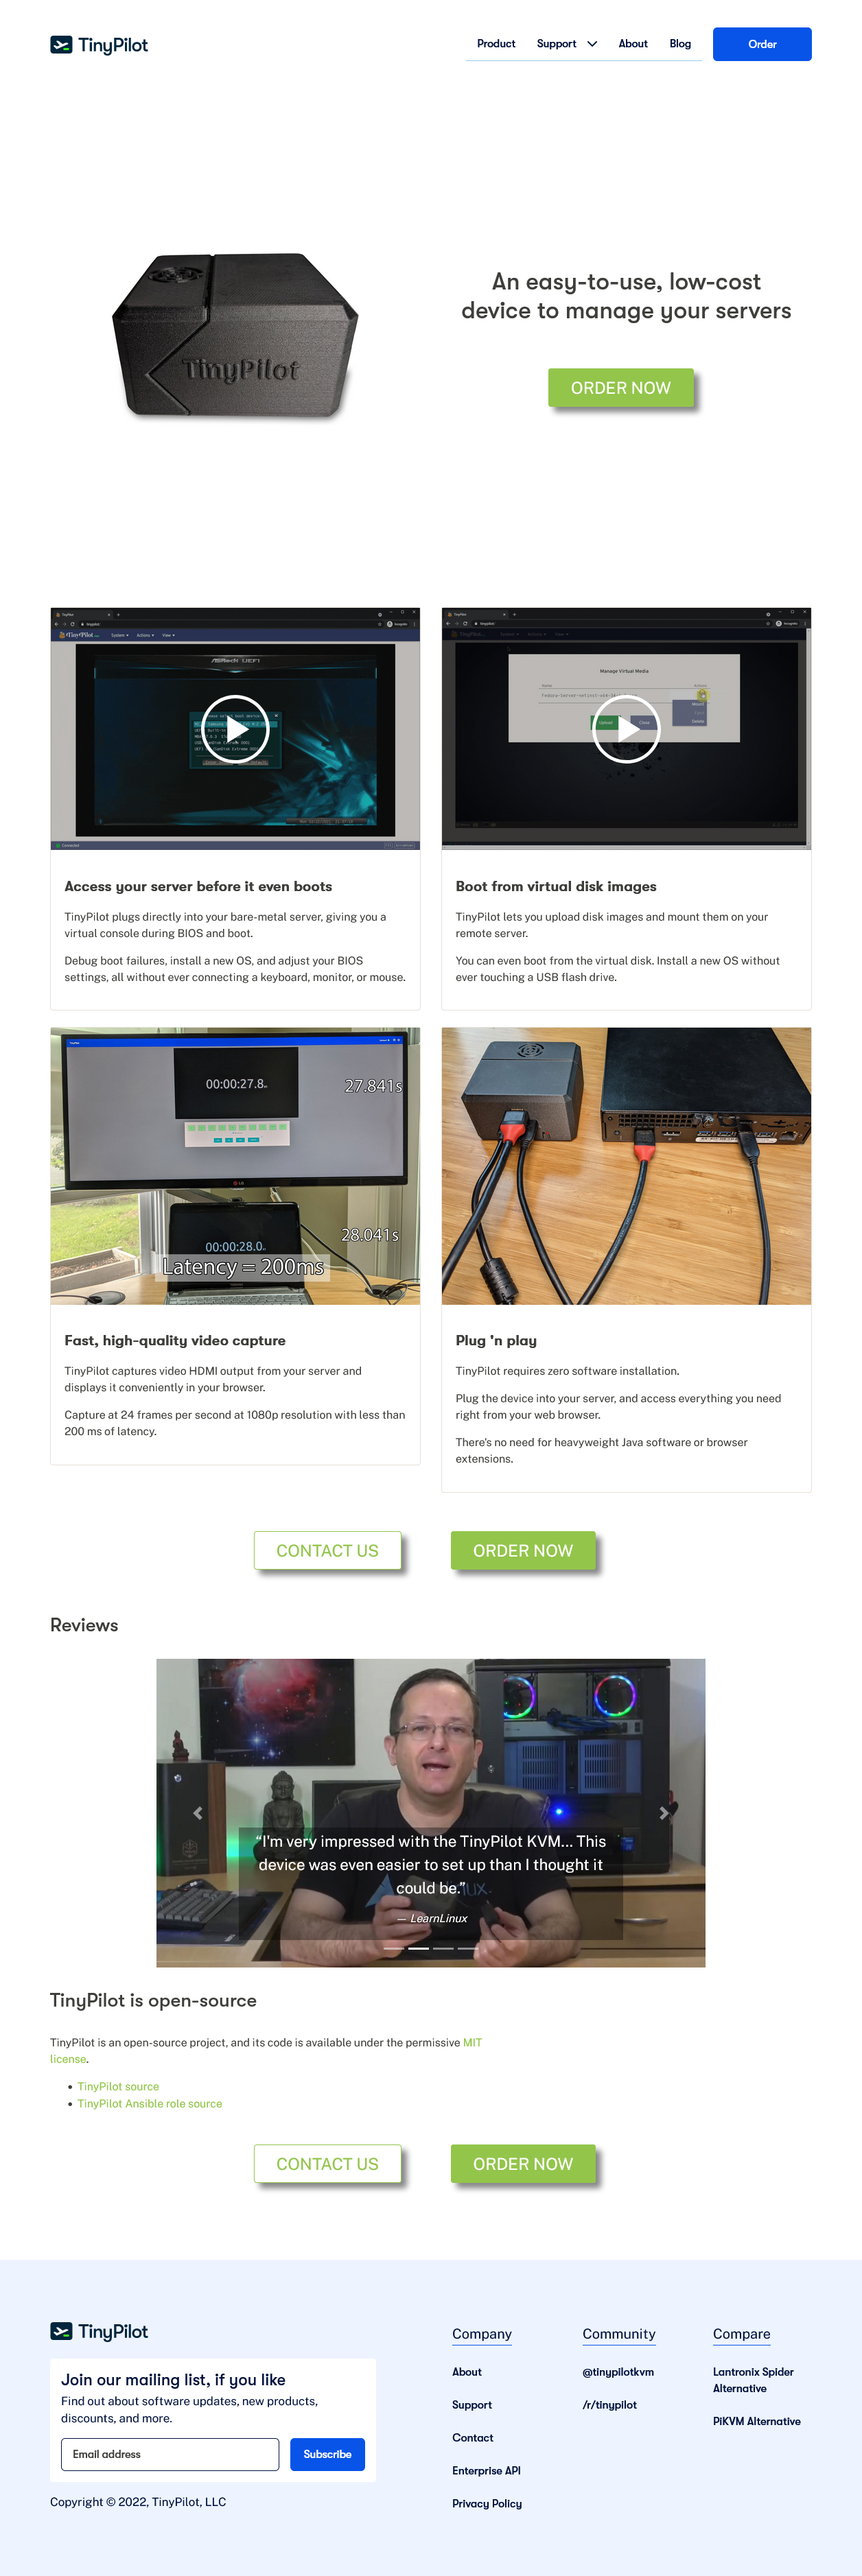 TinyPilot
Product Support About Blog Order
TinyPilot
An easy-to-use, low-cost
device to manage your servers
ORDER NOW
TinyPilot
System Actions View
Manage Virtual Media
Name Actions
Upload Close
Mount
Delete
Access your server before it even boots
TinyPilot plugs directly into your bare-metal server, giving you a
virtual console during BIOS and boot.
Debug boot failures, install a new OS, and adjust your BIOS
settings, all without ever connecting a keyboard, monitor, or mouse.
Boot from virtual disk images
TinyPilot lets you upload disk images and mount them on your
remote server.
You can even boot from the virtual disk. Install a new OS without
ever touching a USB flash drive.
00:00:27.8
27.841s
28.041s
00:00:28.0
Latency = 200ms
Fast, high-quality video capture
TinyPilot captures video HDMI output from your server and
displays it conveniently in your browser.
Capture at 24 frames per second at 1080p resolution with less than
200 ms of latency.
Plug 'n play
TinyPilot requires zero software installation.
Plug the device into your server, and access everything you need
right from your web browser.
There's no need for heavyweight Java software or browser
extensions.
CONTACT US
ORDER NOW
Reviews
“I'm very impressed with the TinyPilot KVM... This
device was even easier to set up than I thought it
could be.”
— LearnLinux
TinyPilot is open-source
TinyPilot is an open-source project, and its code is available under the permissive MIT
license.
TinyPilot source
TinyPilot Ansible role source
CONTACT US
ORDER NOW
TinyPilot
Join our mailing list, if you like
Find out about software updates, new products,
discounts, and more.
Email address
Subscribe
Copyright © 2022, TinyPilot, LLC
Company
About
Support
Contact
Enterprise API
Privacy Policy
Community
@tinypilotkvm
/r/tinypilot
Compare
Lantronix Spider
Alternative
PiKVM Alternative